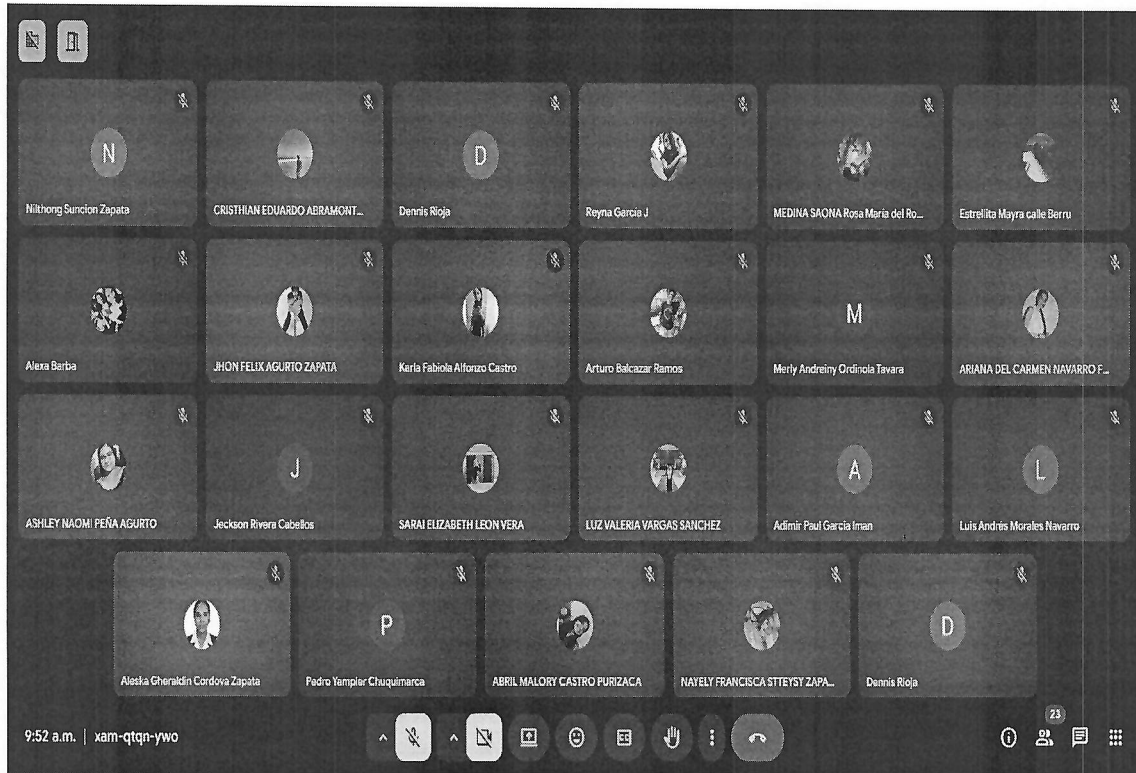 N
D
Nilthong Suncion Zapata
CRISTHIAN EDUARDO ABRAMONT...
Dennis Rioja
Reyna Garcia J
MEDINA SAONA Rosa María del Ro...
Estrellita Mayra calle Berru
M
Alexa Barba
JHON FELIX AGURTO ZAPATA
Karla Fabiola Alfonzo Castro
Arturo Balcazar Ramos
Merly Andreiny Ordinola Tavara
ARIANA DEL CARMEN NAVARRO F...
J
A
L
ASHLEY NAOMI PEÑA AGURTO
Jeckson Rivera Cabellos
SARAI ELIZABETH LEON VERA
LUZ VALERIA VARGAS SANCHEZ
Adimir Paul Garcia Iman
Luis Andrés Morales Navarro
P
D
Aleska Gheraldin Cordova Zapata
Pedro Yampier Chuquimarca
ABRIL MALORY CASTRO PURIZACA
NAYELY FRANCISCA STTEYSY ZAPA...
Dennis Rioja
23
9:52 a.m. | xam-qtqn-ywo
CC